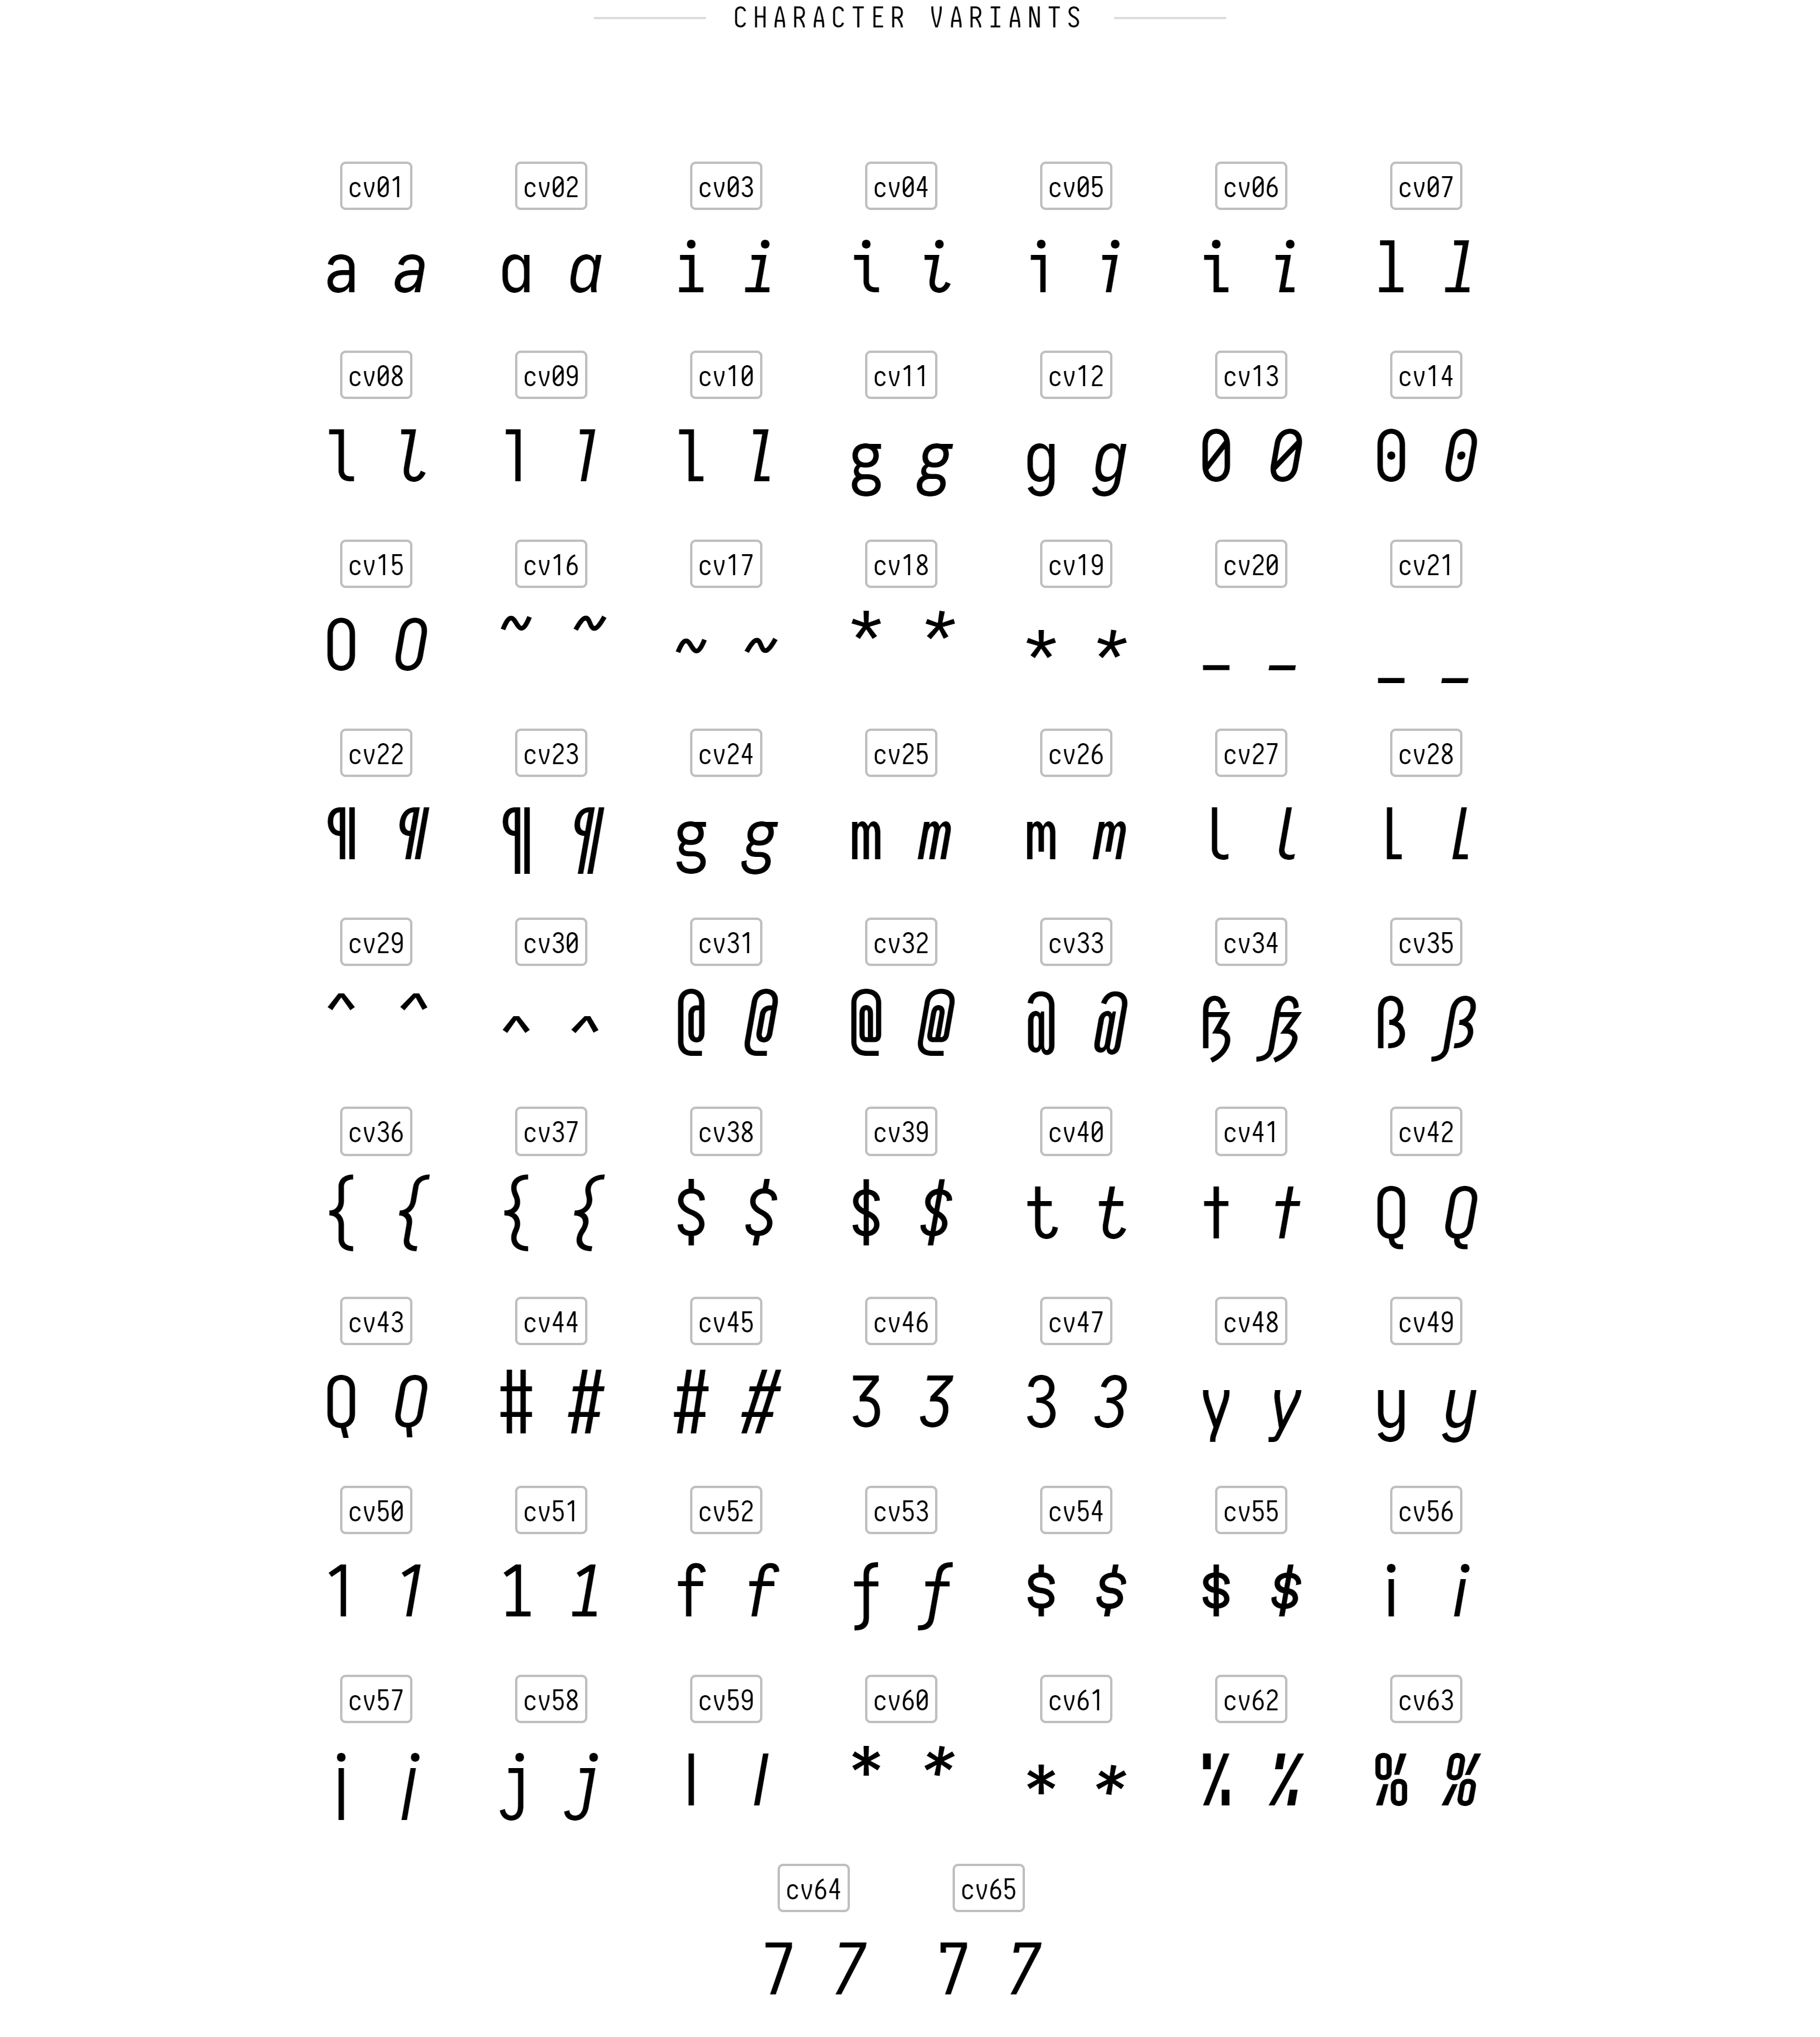 CHARACTER VARIANTS
cv01 cv02 cv03 cv04 cv05 cv06 cv07
a a a a i i i i i i i i l l
cv08 cv09 cv10 cv11 cv12 cv13 cv14
l l l l l l g g g g 0 0 0 0
cv15 cv16 cv17 cv18 cv19 cv20 cv21
0 0 ~ ~ ~ ~ * * * * _ _ _ _
cv22 cv23 cv24 cv25 cv26 cv27 cv28
¶ ¶ ¶ ¶ g g m m m m l l l l
cv29 cv30 cv31 cv32 cv33 cv34 cv35
^ ^ ^ ^ @ @ @ @ @ @ ß ß ß ß
cv36 cv37 cv38 cv39 cv40 cv41 cv42
{ { { { $ $ $ $ t t t t Q Q
cv43 cv44 cv45 cv46 cv47 cv48 cv49
Q Q # # # # 3 3 3 3 y y y y
cv50 cv51 cv52 cv53 cv54 cv55 cv56
1 1 1 1 f f f f $ $ $ $ i i
cv57 cv58 cv59 cv60 cv61 cv62 cv63
j j j j l l * * * * % % % %
cv64 cv65
7 7 7 7